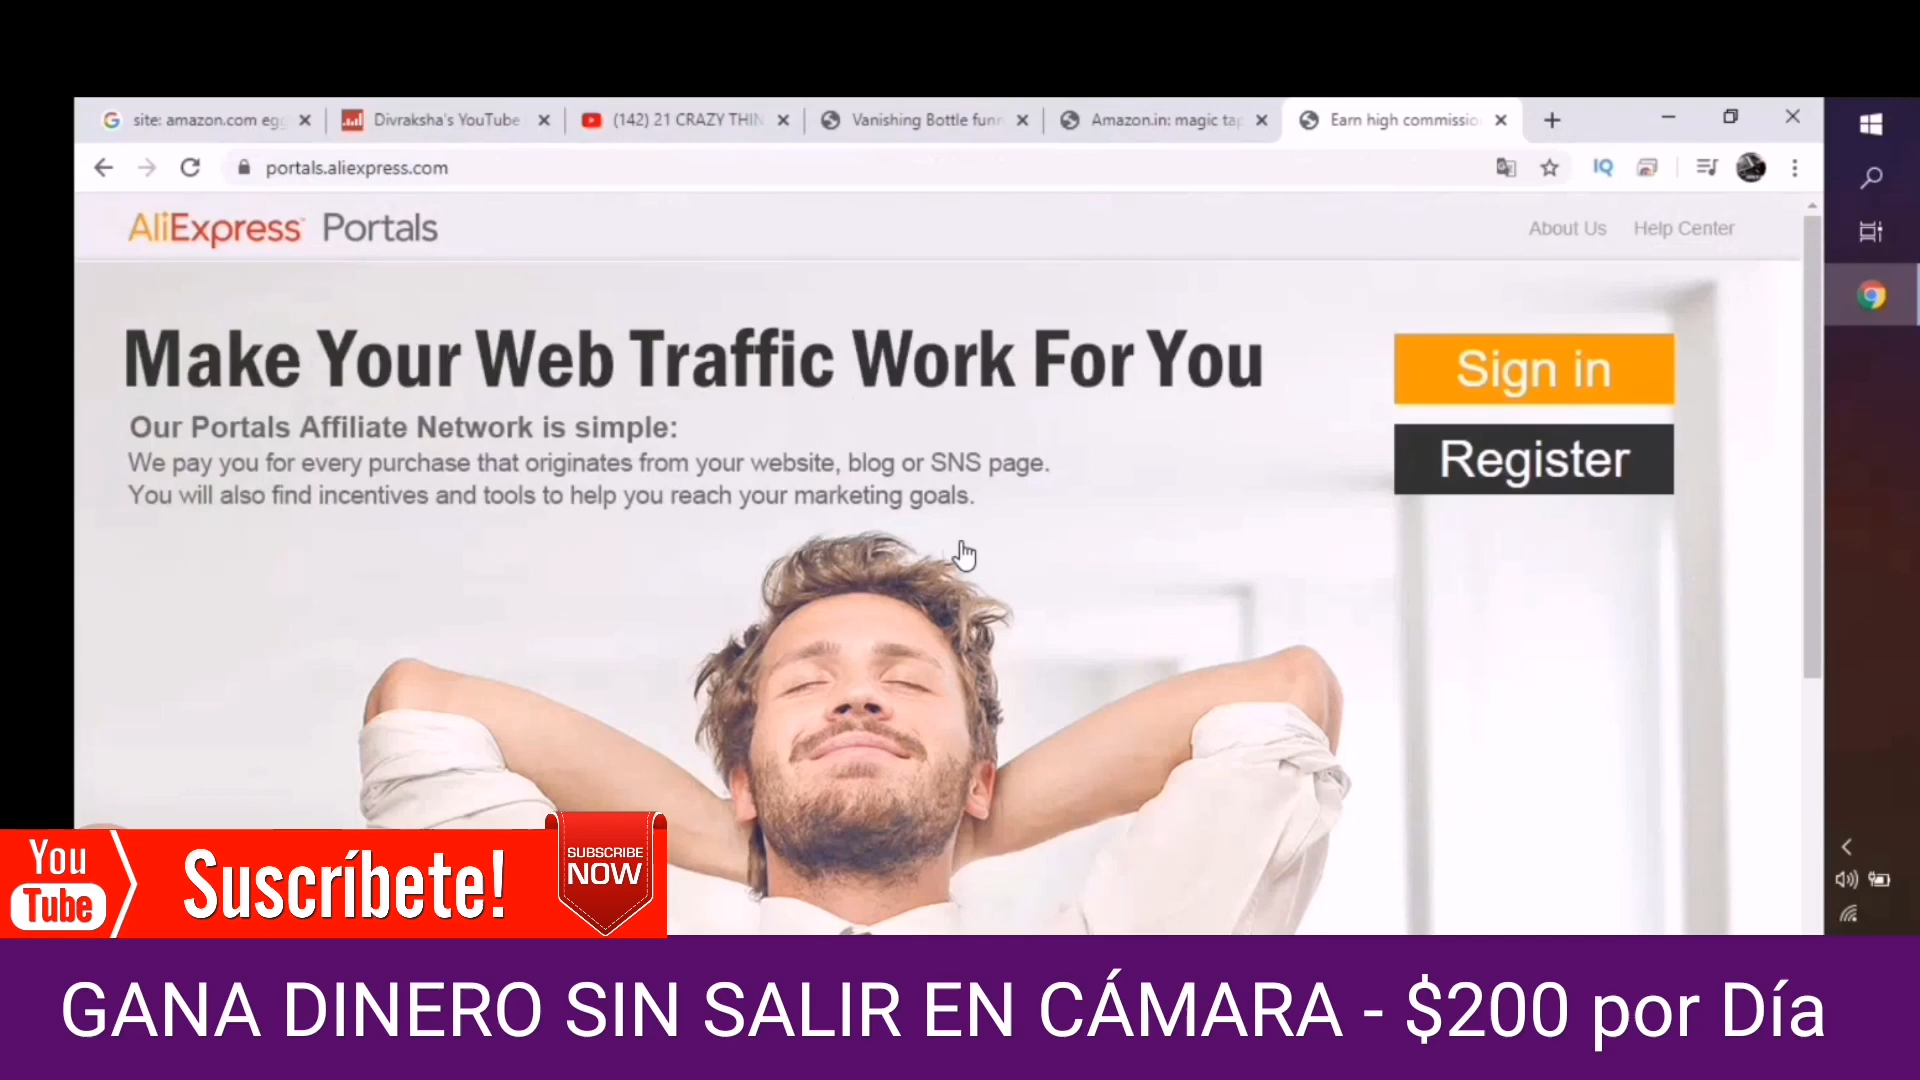 site: amazon.com egg
Divraksha's YouTube
(142) 21 CRAZY THIN
Vanishing Bottle funn
Amazon.in: magic tap
Earn high commissio
portals.aliexpress.com
IQ
AliExpress Portals
About Us
Help Center
Make Your Web Traffic Work For You
Sign in
Our Portals Affiliate Network is simple:
We pay you for every purchase that originates from your website, blog or SNS page.
You will also find incentives and tools to help you reach your marketing goals.
Register
You
Tube
Suscríbete!
SUBSCRIBE
NOW
GANA DINERO SIN SALIR EN CÁMARA - $200 por Día